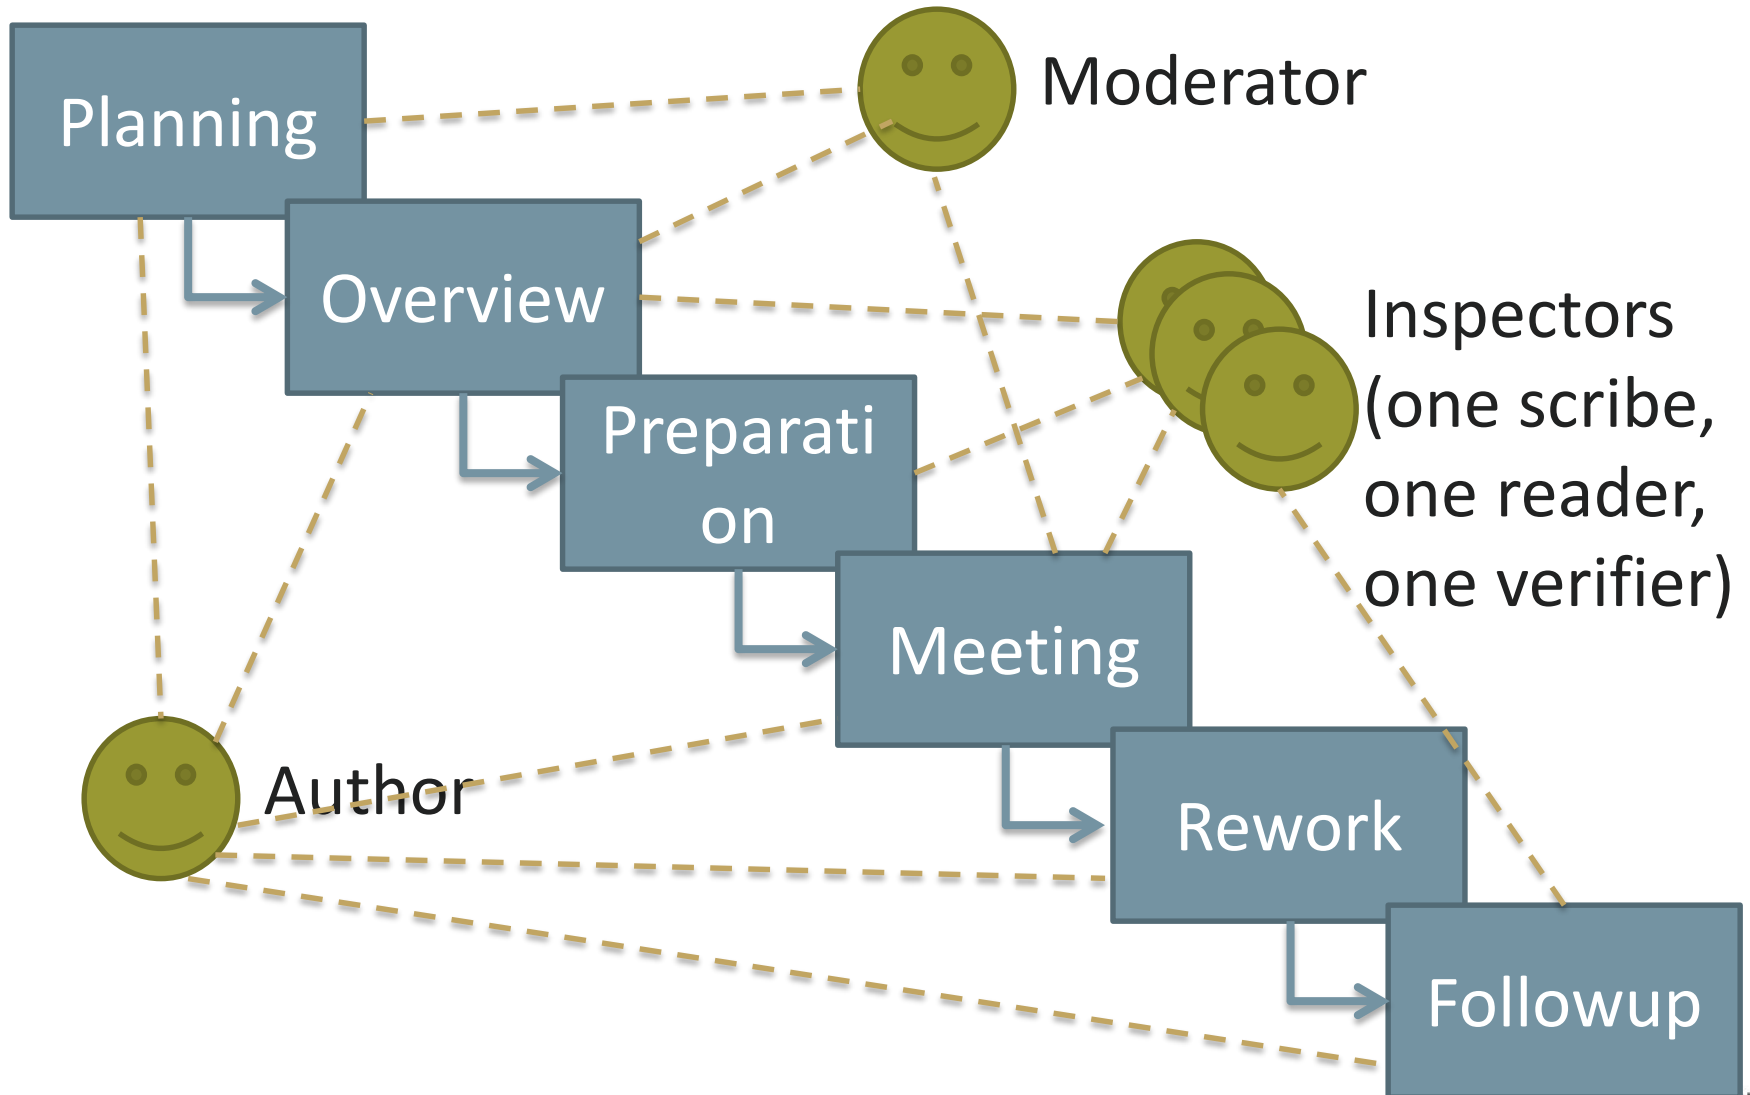 Planning
Moderator
Overview
Inspectors
(one scribe,
one reader,
one verifier)
Preparati
on
Meeting
Author
Rework
Followup